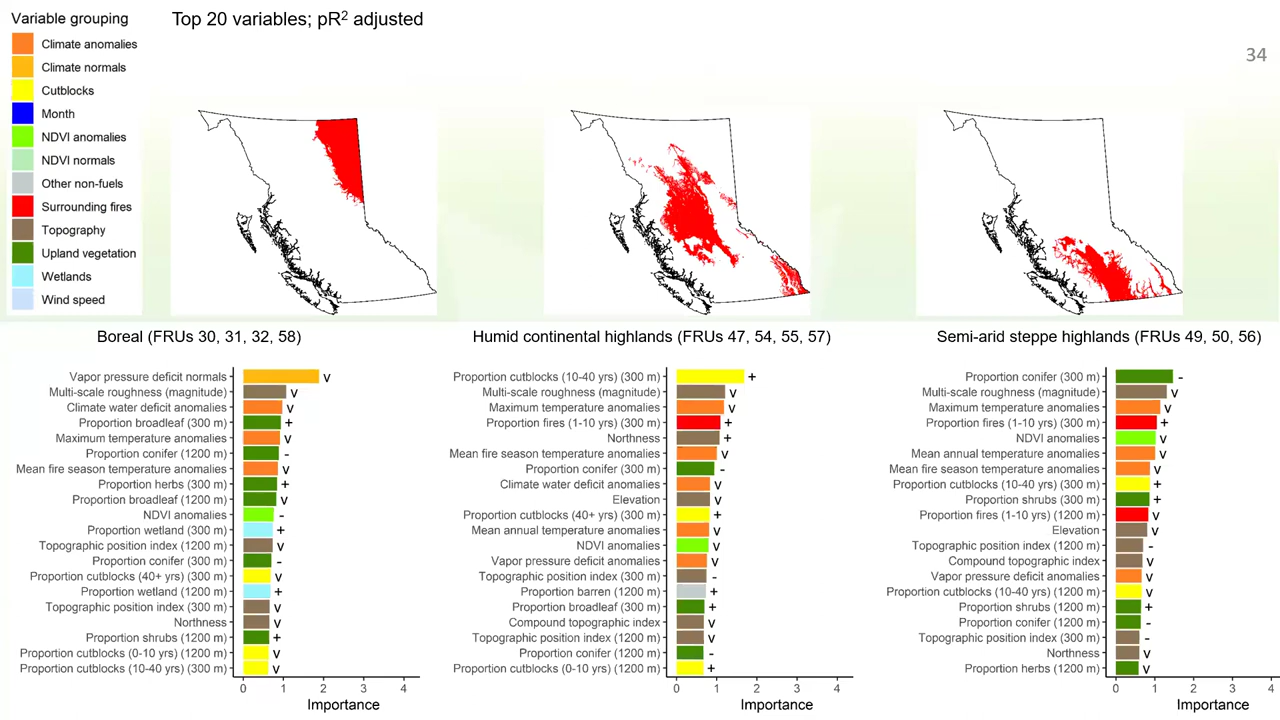 Variable grouping
Climate anomalies
Climate normals
Cutblocks
Month
NDVI anomalies
NDVI normals
Other non-fuels
Surrounding fires
Topography
Upland vegetation
Wetlands
Wind speed
Top 20 variables; pR² adjusted
34
Boreal (FRUs 30, 31, 32, 58)
Vapor pressure deficit normals v
Multi-scale roughness (magnitude) v
Climate water deficit anomalies v
Proportion broadleaf (300 m) +
Maximum temperature anomalies v
Proportion conifer (1200 m) -
Mean fire season temperature anomalies v
Proportion herbs (300 m) +
Proportion broadleaf (1200 m) v
NDVI anomalies -
Proportion wetland (300 m) +
Topographic position index (1200 m) v
Proportion conifer (300 m) -
Proportion cutblocks (40+ yrs) (300 m) v
Proportion wetland (1200 m) +
Topographic position index (300 m) v
Northness v
Proportion shrubs (1200 m) +
Proportion cutblocks (0-10 yrs) (1200 m) v
Proportion cutblocks (10-40 yrs) (300 m) v
0 1 2 3 4
Importance
Humid continental highlands (FRUs 47, 54, 55, 57)
Proportion cutblocks (10-40 yrs) (300 m) +
Multi-scale roughness (magnitude) v
Maximum temperature anomalies v
Proportion fires (1-10 yrs) (300 m) +
Northness +
Mean fire season temperature anomalies v
Proportion conifer (300 m) -
Climate water deficit anomalies v
Elevation v
Proportion cutblocks (40+ yrs) (300 m) +
Mean annual temperature anomalies v
NDVI anomalies v
Vapor pressure deficit anomalies v
Topographic position index (300 m) -
Proportion barren (1200 m) +
Proportion broadleaf (300 m) +
Compound topographic index v
Topographic position index (1200 m) v
Proportion conifer (1200 m) -
Proportion cutblocks (0-10 yrs) (1200 m) +
0 1 2 3 4
Importance
Semi-arid steppe highlands (FRUs 49, 50, 56)
Proportion conifer (300 m) -
Multi-scale roughness (magnitude) v
Maximum temperature anomalies v
Proportion fires (1-10 yrs) (300 m) +
NDVI anomalies v
Mean annual temperature anomalies v
Mean fire season temperature anomalies v
Proportion cutblocks (10-40 yrs) (300 m) +
Proportion shrubs (300 m) +
Proportion fires (1-10 yrs) (1200 m) v
Elevation v
Topographic position index (1200 m) -
Compound topographic index v
Vapor pressure deficit anomalies v
Proportion cutblocks (10-40 yrs) (1200 m) v
Proportion shrubs (1200 m) +
Proportion conifer (1200 m) -
Topographic position index (300 m) -
Northness v
Proportion herbs (1200 m) v
0 1 2 3 4
Importance